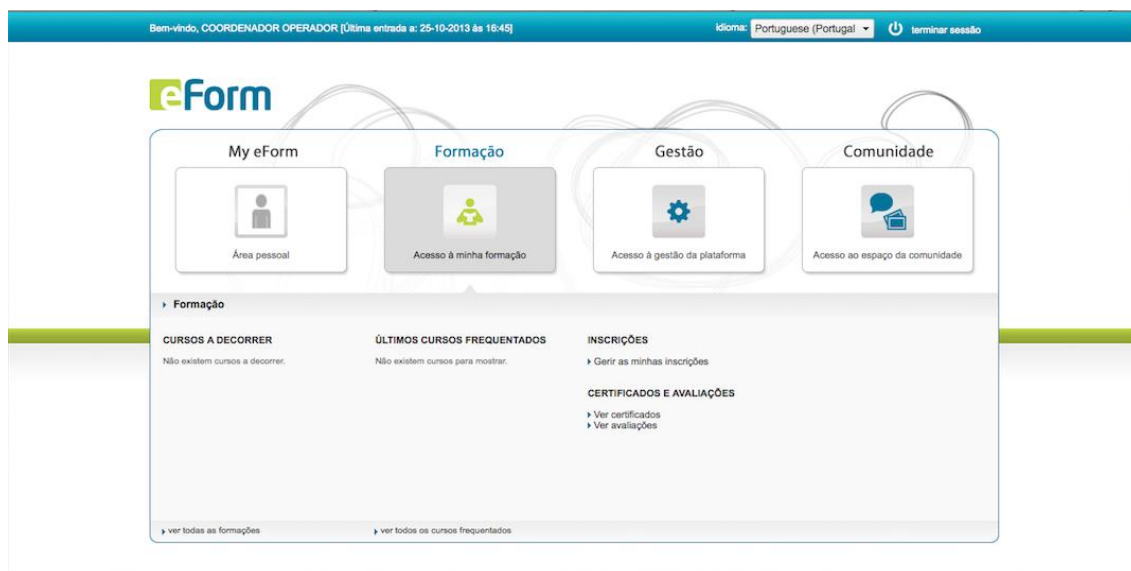 Bem-vindo, COORDENADOR OPERADOR [Última entrada a: 25-10-2013 às 16:45]
idioma: Portuguese (Portugal
terminar sessão
eForm
My eForm
Formação
Gestão
Comunidade
Área pessoal
Acesso à minha formação
Acesso à gestão da plataforma
Acesso ao espaço da comunidade
Formação
CURSOS A DECORRER
Não existem cursos a decorrer.
ÚLTIMOS CURSOS FREQUENTADOS
Não existem cursos para mostrar.
INSCRIÇÕES
Gerir as minhas inscrições
CERTIFICADOS E AVALIAÇÕES
Ver certificados
Ver avaliações
ver todas as formações
ver todos os cursos frequentados